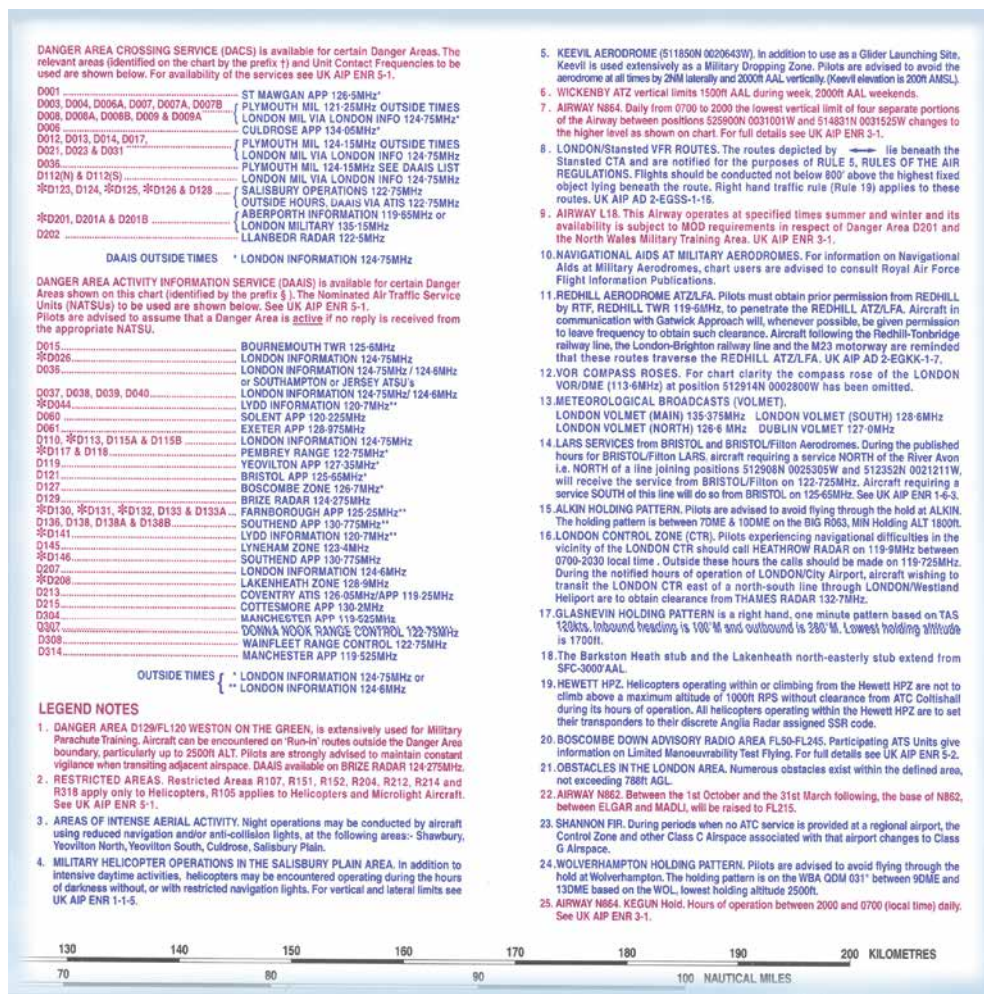 DANGER AREA CROSSING SERVICE (DACS) is available for certain Danger Areas. The
relevant areas (identified on the chart by the prefix †) and Unit Contact Frequencies to be
used are shown below. For availability of the services see UK AIP ENR 5-1.
D001 ........ ST MAWGAN APP 126·5MHz*
D003, D004, D006A, D007, D007A, D007B { PLYMOUTH MIL 121·25MHz OUTSIDE TIMES
D008, D008A, D008B, D009 & D009A ........ { LONDON MIL VIA LONDON INFO 124·75MHz*
D006 ........ CULDROSE APP 134·05MHz*
D012, D013, D014, D017, ........ { PLYMOUTH MIL 124·15MHz OUTSIDE TIMES
D021, D023 & D031 ........ { LONDON MIL VIA LONDON INFO 124·75MHz
D036 ........ PLYMOUTH MIL 124·15MHz SEE DAAIS LIST
D112(N) & D112(S) ........ LONDON MIL VIA LONDON INFO 124·75MHz
✻D123, D124, ✻D125, ✻D126 & D128 ..... { SALISBURY OPERATIONS 122·75MHz
{ OUTSIDE HOURS, DAAIS VIA ATIS 122·75MHz
✻D201, D201A & D201B ........ { ABERPORTH INFORMATION 119·65MHz or
{ LONDON MILITARY 135·15MHz
D202 ........ LLANBEDR RADAR 122·5MHz
DAAIS OUTSIDE TIMES * LONDON INFORMATION 124·75MHz
DANGER AREA ACTIVITY INFORMATION SERVICE (DAAIS) is available for certain Danger
Areas shown on this chart (identified by the prefix § ). The Nominated Air Traffic Service
Units (NATSUs) to be used are shown below. See UK AIP ENR 5-1.
Pilots are advised to assume that a Danger Area is active if no reply is received from
the appropriate NATSU.
D015 ........ BOURNEMOUTH TWR 125·6MHz
✻D026 ........ LONDON INFORMATION 124·75MHz
D036 ........ LONDON INFORMATION 124·75MHz / 124·6MHz
or SOUTHAMPTON or JERSEY ATSU's
D037, D038, D039, D040 ........ LONDON INFORMATION 124·75MHz/ 124·6MHz
✻D044 ........ LYDD INFORMATION 120·7MHz**
D060 ........ SOLENT APP 120·225MHz
D061 ........ EXETER APP 128·975MHz
D110, ✻D113, D115A & D115B ........ LONDON INFORMATION 124·75MHz
✻D117 & D118 ........ PEMBREY RANGE 122·75MHz*
D119 ........ YEOVILTON APP 127·35MHz*
D121 ........ BRISTOL APP 125·65MHz*
D127 ........ BOSCOMBE ZONE 126·7MHz*
D129 ........ BRIZE RADAR 124·275MHz
✻D130, ✻D131, ✻D132, D133 & D133A.... FARNBOROUGH APP 125·25MHz**
D136, D138, D138A & D138B ........ SOUTHEND APP 130·775MHz**
✻D141 ........ LYDD INFORMATION 120·7MHz**
D145 ........ LYNEHAM ZONE 123·4MHz
✻D146 ........ SOUTHEND APP 130·775MHz
D207 ........ LONDON INFORMATION 124·6MHz
✻D208 ........ LAKENHEATH ZONE 128·9MHz
D213 ........ COVENTRY ATIS 126·05MHz/APP 119·25MHz
D215 ........ COTTESMORE APP 130·2MHz
D304 ........ MANCHESTER APP 119·525MHz
D307 ........ DONNA NOOK RANGE CONTROL 122·75MHz
D308 ........ WAINFLEET RANGE CONTROL 122·75MHz
D314 ........ MANCHESTER APP 119·525MHz
OUTSIDE TIMES { * LONDON INFORMATION 124·75MHz or
{ ** LONDON INFORMATION 124·6MHz
LEGEND NOTES
1 . DANGER AREA D129/FL120 WESTON ON THE GREEN, is extensively used for Military
Parachute Training. Aircraft can be encountered on 'Run-in' routes outside the Danger Area
boundary, particularly up to 2500ft ALT. Pilots are strongly advised to maintain constant
vigilance when transiting adjacent airspace. DAAIS available on BRIZE RADAR 124·275MHz.
2 . RESTRICTED AREAS. Restricted Areas R107, R151, R152, R204, R212, R214 and
R318 apply only to Helicopters, R105 applies to Helicopters and Microlight Aircraft.
See UK AIP ENR 5·1.
3 . AREAS OF INTENSE AERIAL ACTIVITY. Night operations may be conducted by aircraft
using reduced navigation and/or anti-collision lights, at the following areas:- Shawbury,
Yeovilton North, Yeovilton South, Culdrose, Salisbury Plain.
4 . MILITARY HELICOPTER OPERATIONS IN THE SALISBURY PLAIN AREA. In addition to
intensive daytime activities, helicopters may be encountered operating during the hours
of darkness without, or with restricted navigation lights. For vertical and lateral limits see
UK AIP ENR 1-1-5.
5 . KEEVIL AERODROME (511850N 0020643W). In addition to use as a Glider Launching Site,
Keevil is used extensively as a Military Dropping Zone. Pilots are advised to avoid the
aerodrome at all times by 2NM laterally and 2000ft AAL vertically. (Keevil elevation is 200ft AMSL).
6 . WICKENBY ATZ vertical limits 1500ft AAL during week, 2000ft AAL weekends.
7 . AIRWAY N864. Daily from 0700 to 2000 the lowest vertical limit of four separate portions
of the Airway between positions 525900N 0031001W and 514831N 0031525W changes to
the higher level as shown on chart. For full details see UK AIP ENR 3-1.
8 . LONDON/Stansted VFR ROUTES. The routes depicted by ⟷ lie beneath the
Stansted CTA and are notified for the purposes of RULE 5, RULES OF THE AIR
REGULATIONS. Flights should be conducted not below 800' above the highest fixed
object lying beneath the route. Right hand traffic rule (Rule 19) applies to these
routes. UK AIP AD 2-EGSS-1-16.
9 . AIRWAY L18. This Airway operates at specified times summer and winter and its
availability is subject to MOD requirements in respect of Danger Area D201 and
the North Wales Military Training Area. UK AIP ENR 3-1.
10.NAVIGATIONAL AIDS AT MILITARY AERODROMES. For information on Navigational
Aids at Military Aerodromes, chart users are advised to consult Royal Air Force
Flight Information Publications.
11.REDHILL AERODROME ATZ/LFA. Pilots must obtain prior permission from REDHILL
by RTF, REDHILL TWR 119·6MHz, to penetrate the REDHILL ATZ/LFA. Aircraft in
communication with Gatwick Approach will, whenever possible, be given permission
to leave frequency to obtain such clearance. Aircraft following the Redhill-Tonbridge
railway line, the London-Brighton railway line and the M23 motorway are reminded
that these routes traverse the REDHILL ATZ/LFA. UK AIP AD 2-EGKK-1-7.
12.VOR COMPASS ROSES. For chart clarity the compass rose of the LONDON
VOR/DME (113·6MHz) at position 512914N 0002800W has been omitted.
13.METEOROLOGICAL BROADCASTS (VOLMET).
LONDON VOLMET (MAIN) 135·375MHz LONDON VOLMET (SOUTH) 128·6MHz
LONDON VOLMET (NORTH) 126·6 MHz DUBLIN VOLMET 127·0MHz
14.LARS SERVICES from BRISTOL and BRISTOL/Filton Aerodromes. During the published
hours for BRISTOL/Filton LARS, aircraft requiring a service NORTH of the River Avon
i.e. NORTH of a line joining positions 512908N 0025305W and 512352N 0021211W,
will receive the service from BRISTOL/Filton on 122·725MHz. Aircraft requiring a
service SOUTH of this line will do so from BRISTOL on 125·65MHz. See UK AIP ENR 1-6-3.
15.ALKIN HOLDING PATTERN. Pilots are advised to avoid flying through the hold at ALKIN.
The holding pattern is between 7DME & 10DME on the BIG R063, MIN Holding ALT 1800ft.
16.LONDON CONTROL ZONE (CTR). Pilots experiencing navigational difficulties in the
vicinity of the LONDON CTR should call HEATHROW RADAR on 119·9MHz between
0700-2030 local time . Outside these hours the calls should be made on 119·725MHz.
During the notified hours of operation of LONDON/City Airport, aircraft wishing to
transit the LONDON CTR east of a north-south line through LONDON/Westland
Heliport are to obtain clearance from THAMES RADAR 132·7MHz.
17.GLASNEVIN HOLDING PATTERN is a right hand, one minute pattern based on TAS
120kts. Inbound heading is 100°M and outbound is 280°M. Lowest holding altitude
is 1700ft.
18.The Barkston Heath stub and the Lakenheath north-easterly stub extend from
SFC-3000'AAL.
19. HEWETT HPZ. Helicopters operating within or climbing from the Hewett HPZ are not to
climb above a maximum altitude of 1000ft RPS without clearance from ATC Coltishall
during its hours of operation. All helicopters operating within the Hewett HPZ are to set
their transponders to their discrete Anglia Radar assigned SSR code.
20. BOSCOMBE DOWN ADVISORY RADIO AREA FL50-FL245. Participating ATS Units give
information on Limited Manoeuvrability Test Flying. For full details see UK AIP ENR 5-2.
21.OBSTACLES IN THE LONDON AREA. Numerous obstacles exist within the defined area,
not exceeding 788ft AGL.
22.AIRWAY N862. Between the 1st October and the 31st March following, the base of N862,
between ELGAR and MADLI, will be raised to FL215.
23. SHANNON FIR. During periods when no ATC service is provided at a regional airport, the
Control Zone and other Class C Airspace associated with that airport changes to Class
G Airspace.
24.WOLVERHAMPTON HOLDING PATTERN. Pilots are advised to avoid flying through the
hold at Wolverhampton. The holding pattern is on the WBA QDM 031° between 9DME and
13DME based on the WOL, lowest holding altitude 2500ft.
25. AIRWAY N864. KEGUN Hold. Hours of operation between 2000 and 0700 (local time) daily.
See UK AIP ENR 3-1.
130 140 150 160 170 180 190 200 KILOMETRES
70 80 90 100 NAUTICAL MILES